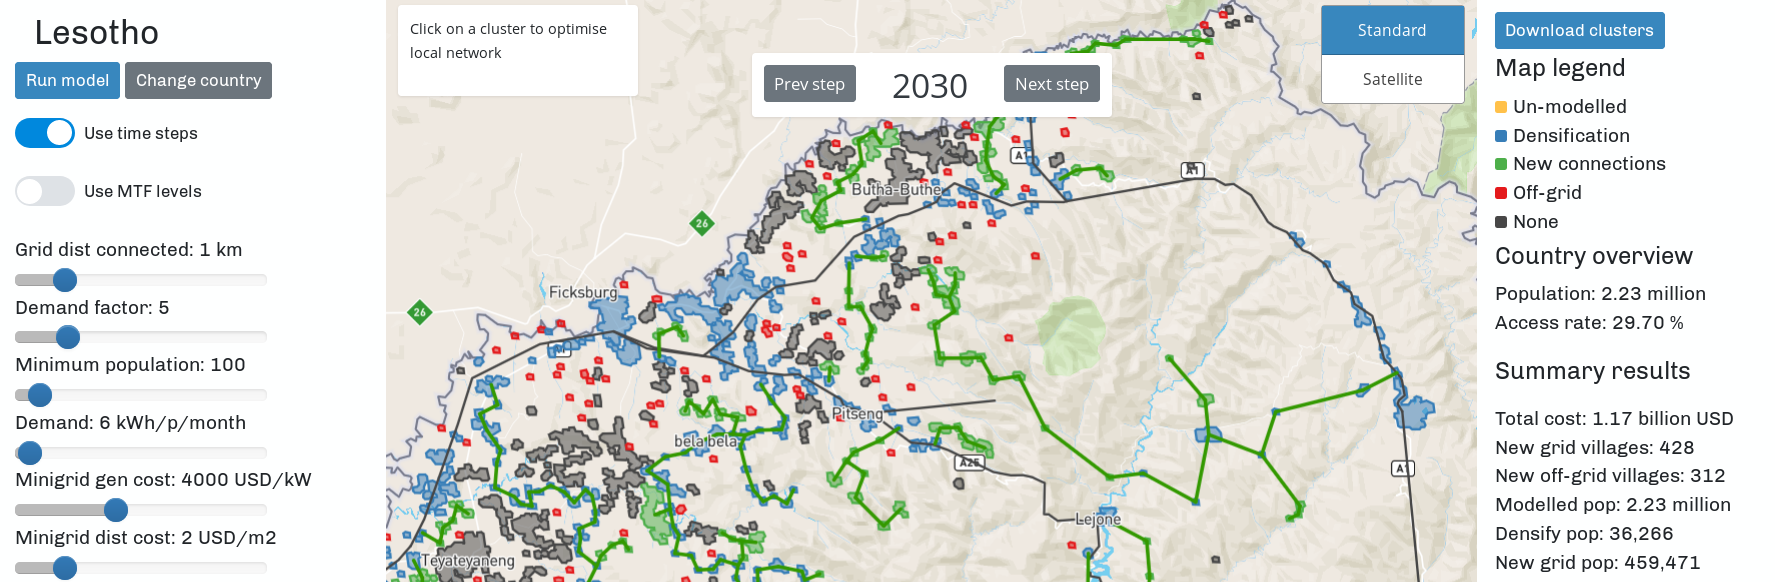 Lesotho
Run model
Change country
Use time steps
Use MTF levels
Grid dist connected: 1 km
Demand factor: 5
Minimum population: 100
Demand: 6 kWh/p/month
Minigrid gen cost: 4000 USD/kW
Minigrid dist cost: 2 USD/m2
Click on a cluster to optimise
local network
Prev step
2030
Next step
Standard
Satellite
A1
A1
Butha-Buthe
26
Ficksburg
26
Pitseng
bela bela
A25
A1
Lejone
Teyateyaneng
Download clusters
Map legend
Un-modelled
Densification
New connections
Off-grid
None
Country overview
Population: 2.23 million
Access rate: 29.70 %
Summary results
Total cost: 1.17 billion USD
New grid villages: 428
New off-grid villages: 312
Modelled pop: 2.23 million
Densify pop: 36,266
New grid pop: 459,471